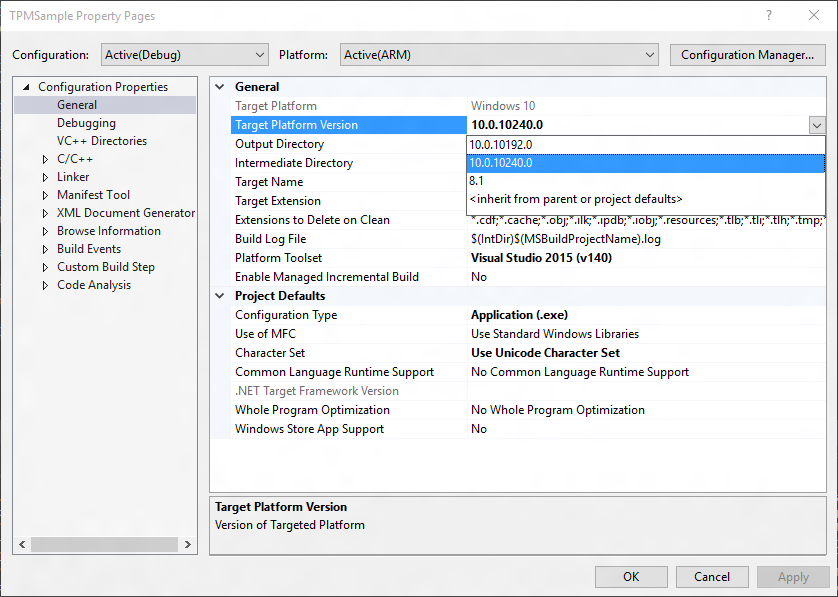 TPMSample Property Pages
Configuration: Active(Debug) Platform: Active(ARM) Configuration Manager...
Configuration Properties
General
Debugging
VC++ Directories
C/C++
Linker
Manifest Tool
XML Document Generator
Browse Information
Build Events
Custom Build Step
Code Analysis
General
Target Platform Windows 10
Target Platform Version 10.0.10240.0
Output Directory
Intermediate Directory
Target Name
Target Extension
10.0.10192.0
10.0.10240.0
8.1
<inherit from parent or project defaults>
Extensions to Delete on Clean *.cdf;*.cache;*.obj;*.ilk;*.ipdb;*.iobj;*.resources;*.tlb;*.tli;*.tlh;*.tmp;*
Build Log File $(IntDir)$(MSBuildProjectName).log
Platform Toolset Visual Studio 2015 (v140)
Enable Managed Incremental Build No
Project Defaults
Configuration Type Application (.exe)
Use of MFC Use Standard Windows Libraries
Character Set Use Unicode Character Set
Common Language Runtime Support No Common Language Runtime Support
.NET Target Framework Version
Whole Program Optimization No Whole Program Optimization
Windows Store App Support No
Target Platform Version
Version of Targeted Platform
OK Cancel Apply